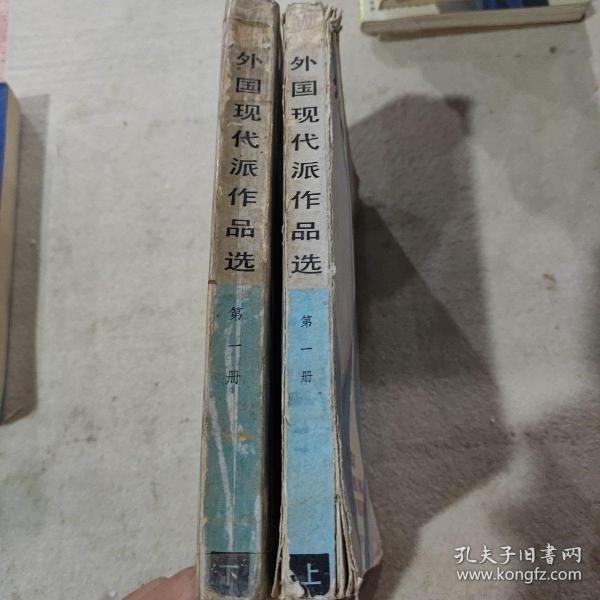 外国现代派作品选
第一册
下
外国现代派作品选
第一册
上
孔夫子旧书网
www.kongfz.com